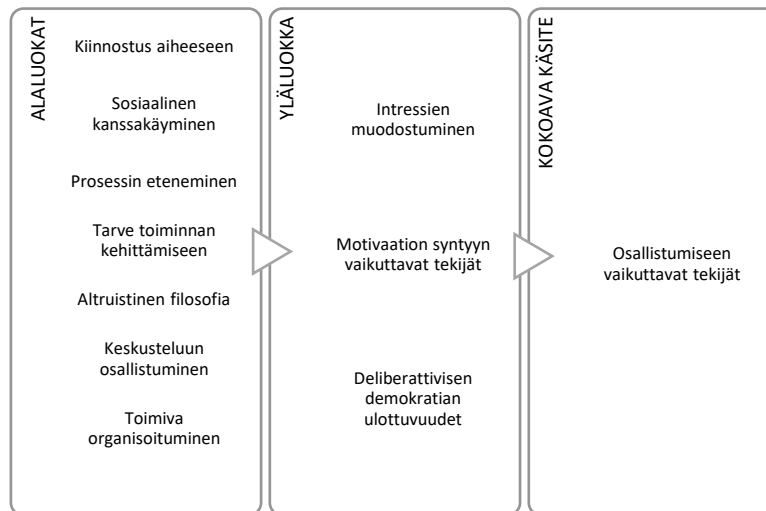 ALALUOKAT
Kiinnostus aiheeseen
Sosiaalinen
kanssakäyminen
Prosessin eteneminen
Tarve toiminnan
kehittämiseen
Altruistinen filosofia
Keskusteluun
osallistuminen
Toimiva
organisoituminen
YLÄLUOKKA
Intressien
muodostuminen
Motivaation syntyyn
vaikuttavat tekijät
Deliberattivisen
demokratian
ulottuvuudet
KOKOAVA KÄSITE
Osallistumiseen
vaikuttavat tekijät